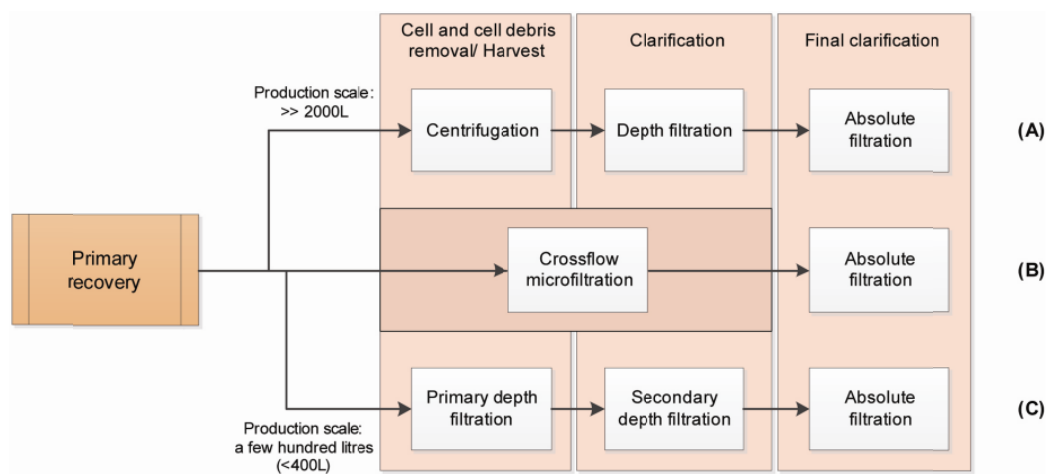 Cell and cell debris
removal/ Harvest
Clarification
Final clarification
Production scale:
>> 2000L
Centrifugation
Depth filtration
Absolute
filtration
(A)
Primary
recovery
Crossflow
microfiltration
Absolute
filtration
(B)
Primary depth
filtration
Secondary
depth filtration
Absolute
filtration
(C)
Production scale:
a few hundred litres
(<400L)